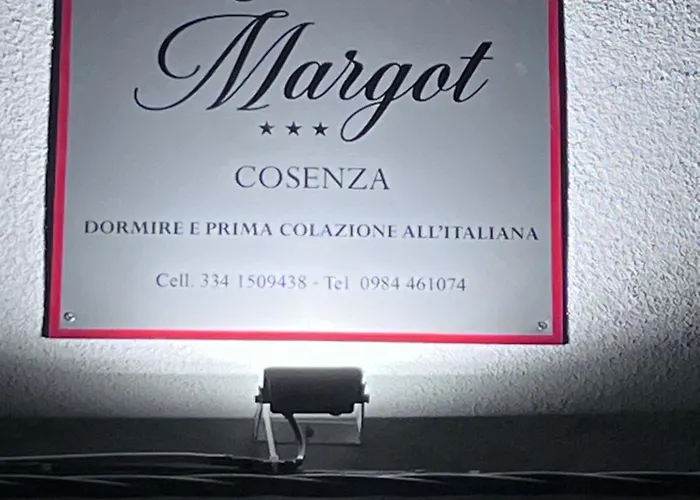 Margot
★★★
COSENZA
DORMIRE E PRIMA COLAZIONE ALL'ITALIANA
Cell. 334 1509438 - Tel 0984 461074